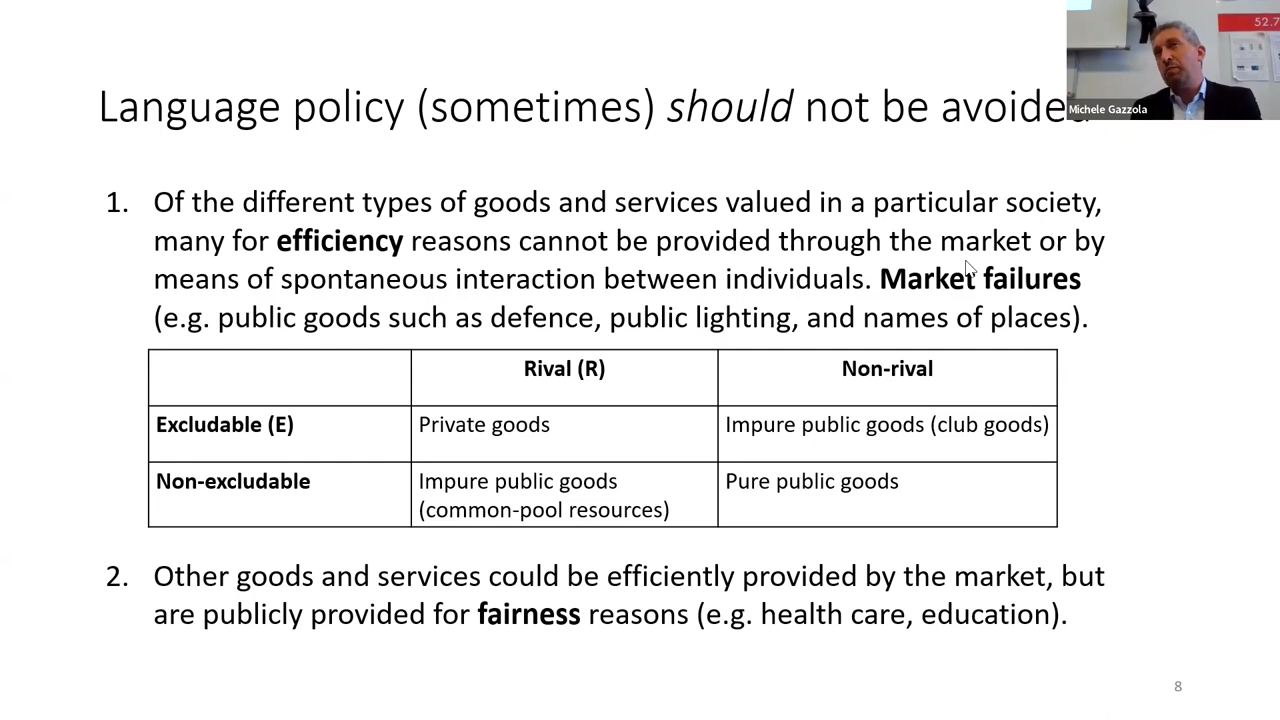 52.7
Michele Gazzola
Language policy (sometimes) should not be avoided
1. Of the different types of goods and services valued in a particular society,
many for efficiency reasons cannot be provided through the market or by
means of spontaneous interaction between individuals. Market failures
(e.g. public goods such as defence, public lighting, and names of places).
Rival (R) Non-rival
Excludable (E) Private goods Impure public goods (club goods)
Non-excludable Impure public goods Pure public goods
(common-pool resources)
2. Other goods and services could be efficiently provided by the market, but
are publicly provided for fairness reasons (e.g. health care, education).
8